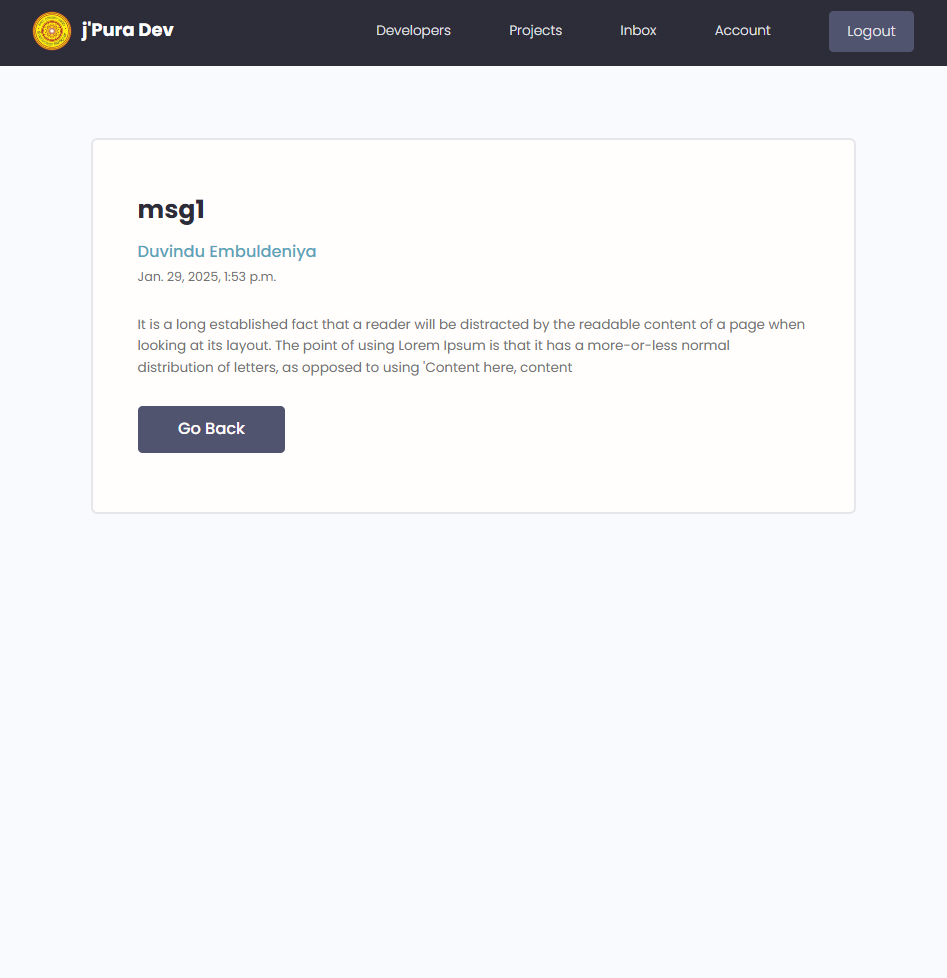 j'Pura Dev
Developers
Projects
Inbox
Account
Logout
msg1
Duvindu Embuldeniya
Jan. 29, 2025, 1:53 p.m.
It is a long established fact that a reader will be distracted by the readable content of a page when
looking at its layout. The point of using Lorem Ipsum is that it has a more-or-less normal
distribution of letters, as opposed to using 'Content here, content
Go Back